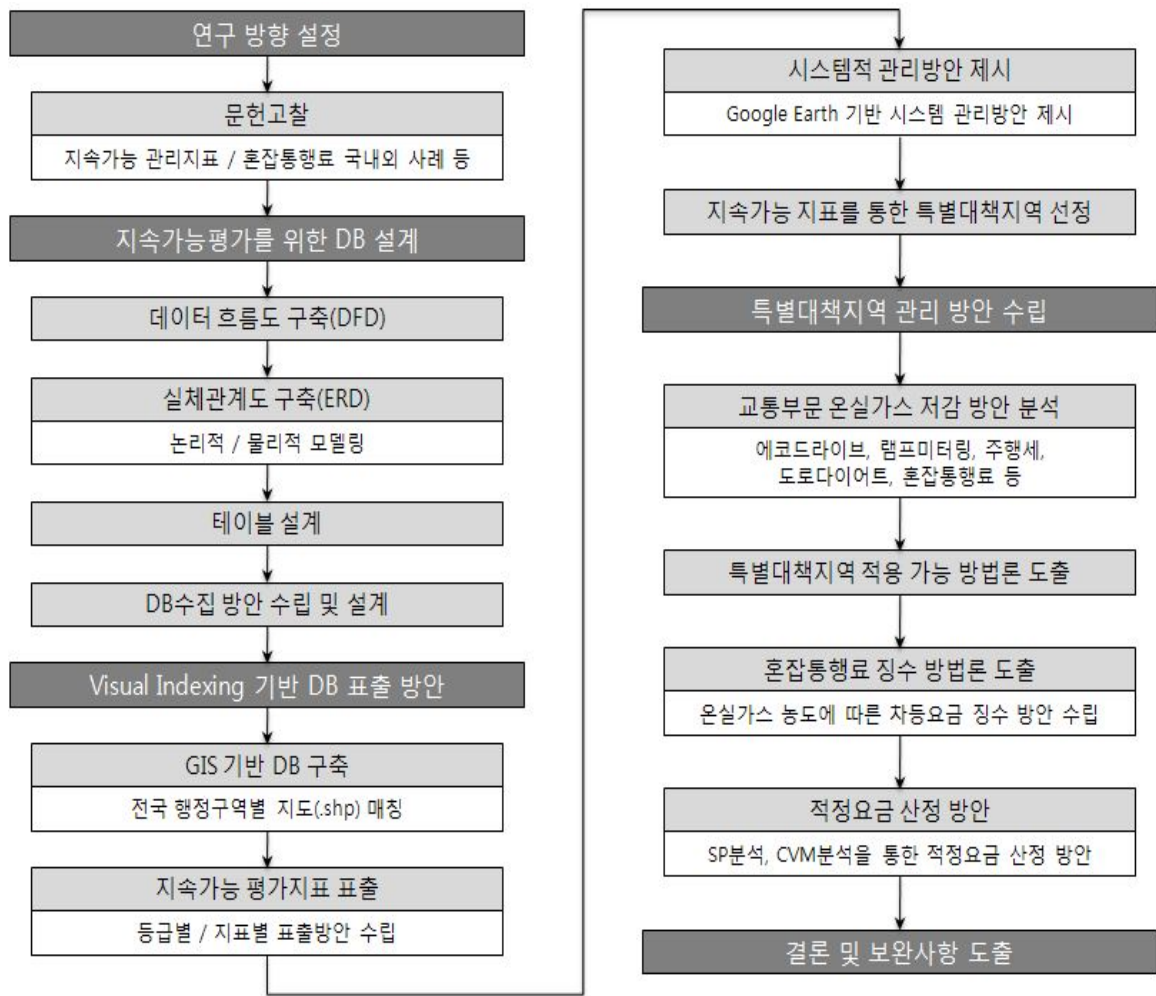 연구 방향 설정
문헌고찰
지속가능 관리지표 / 혼잡통행료 국내외 사례 등
지속가능평가를 위한 DB 설계
데이터 흐름도 구축(DFD)
실체관계도 구축(ERD)
논리적 / 물리적 모델링
테이블 설계
DB수집 방안 수립 및 설계
Visual Indexing 기반 DB 표출 방안
GIS 기반 DB 구축
전국 행정구역별 지도(.shp) 매칭
지속가능 평가지표 표출
등급별 / 지표별 표출방안 수립
시스템적 관리방안 제시
Google Earth 기반 시스템 관리방안 제시
지속가능 지표를 통한 특별대책지역 선정
특별대책지역 관리 방안 수립
교통부문 온실가스 저감 방안 분석
에코드라이브, 램프미터링, 주행세,
도로다이어트, 혼잡통행료 등
특별대책지역 적용 가능 방법론 도출
혼잡통행료 징수 방법론 도출
온실가스 농도에 따른 차등요금 징수 방안 수립
적정요금 산정 방안
SP분석, CVM분석을 통한 적정요금 산정 방안
결론 및 보완사항 도출